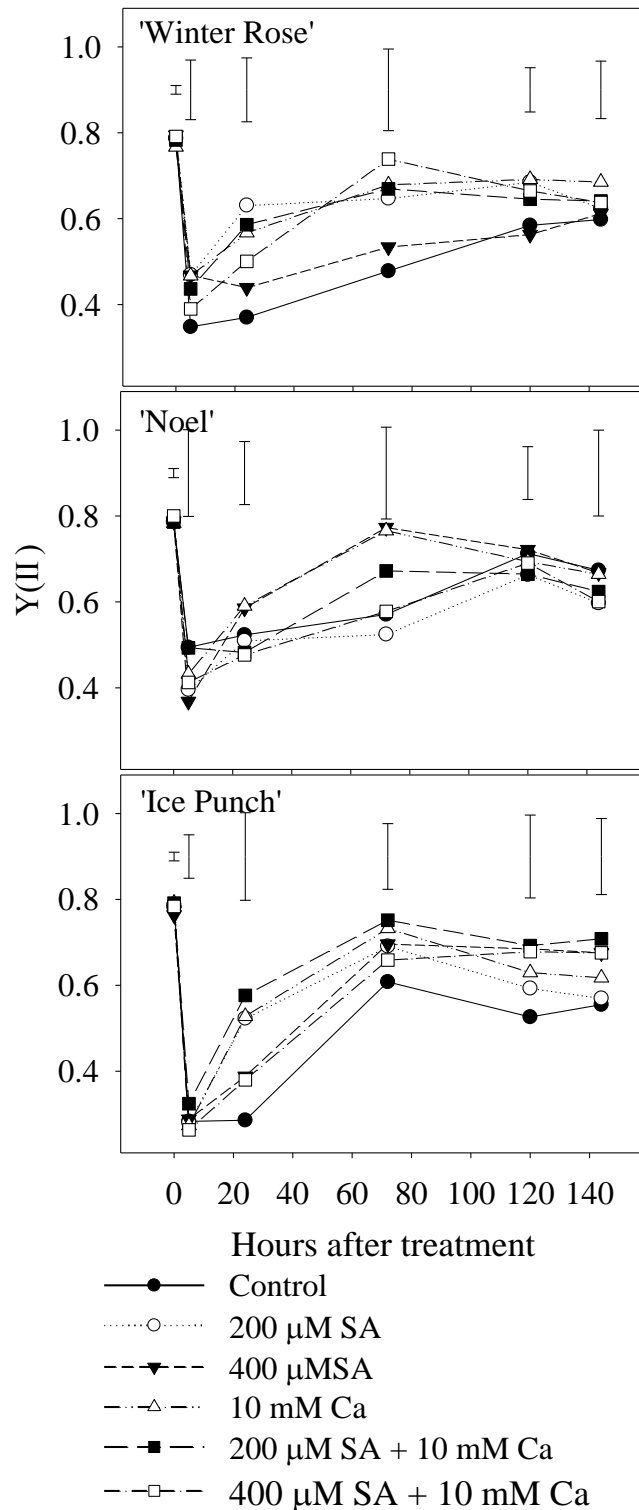 'Winter Rose'
1.0
0.8
0.6
0.4
'Noel'
1.0
0.8
0.6
0.4
Y(II)
'Ice Punch'
1.0
0.8
0.6
0.4
0 20 40 60 80 100 120 140
Hours after treatment
Control
200 μM SA
400 μMSA
10 mM Ca
200 μM SA + 10 mM Ca
400 μM SA + 10 mM Ca